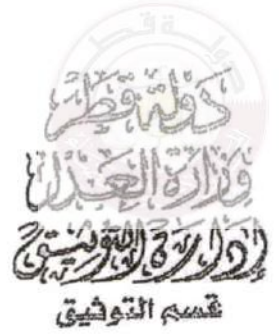 دولة قطر
وزارة العدل
إدارة التوثيق
قسم التوثيق